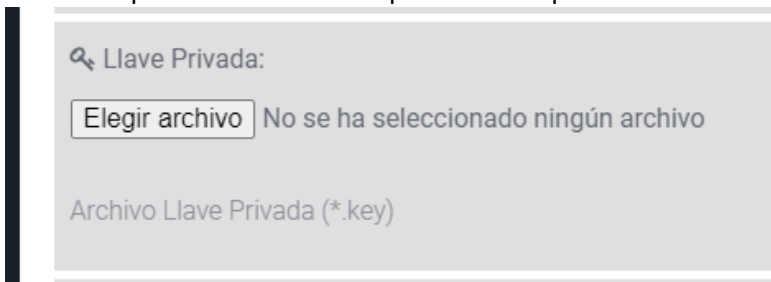 Llave Privada:
Elegir archivo No se ha seleccionado ningún archivo
Archivo Llave Privada (*.key)